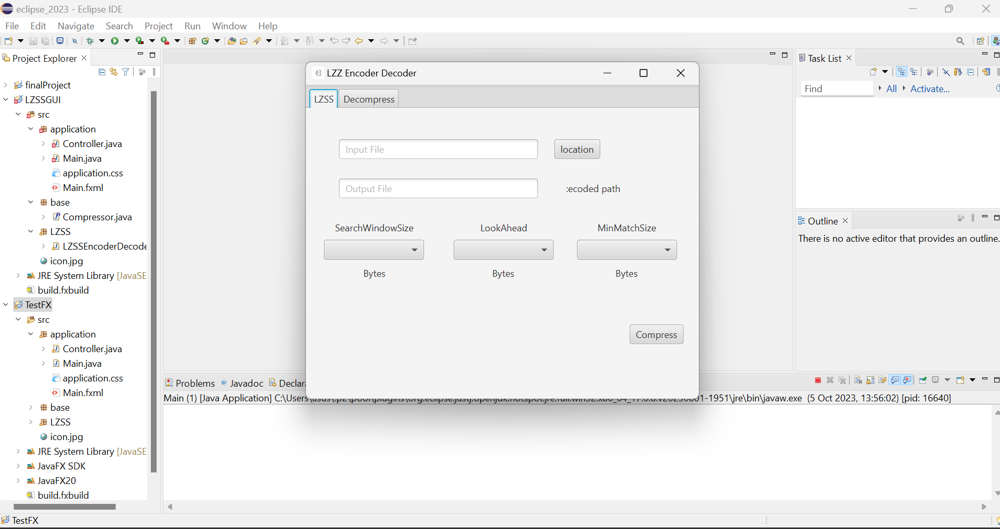 eclipse_2023 - Eclipse IDE
File Edit Navigate Search Project Run Window Help
Project Explorer
finalProject
LZSSGUI
src
application
Controller.java
Main.java
application.css
Main.fxml
base
Compressor.java
LZSS
LZSSEncoderDecode
icon.jpg
JRE System Library [JavaSE
build.fxbuild
TestFX
src
application
Controller.java
Main.java
application.css
Main.fxml
base
LZSS
icon.jpg
JRE System Library [JavaSE
JavaFX SDK
JavaFX20
build.fxbuild
LZZ Encoder Decoder
LZSS Decompress
Input File location
Output File :ecoded path
SearchWindowSize LookAhead MinMatchSize
Bytes Bytes Bytes
Compress
Task List
Find All Activate...
Outline
There is no active editor that provides an outline.
Problems Javadoc Declara
Main (1) [Java Application] C:\Users -1951\jre\bin\javaw.exe (5 Oct 2023, 13:56:02) [pid: 16640]
TestFX